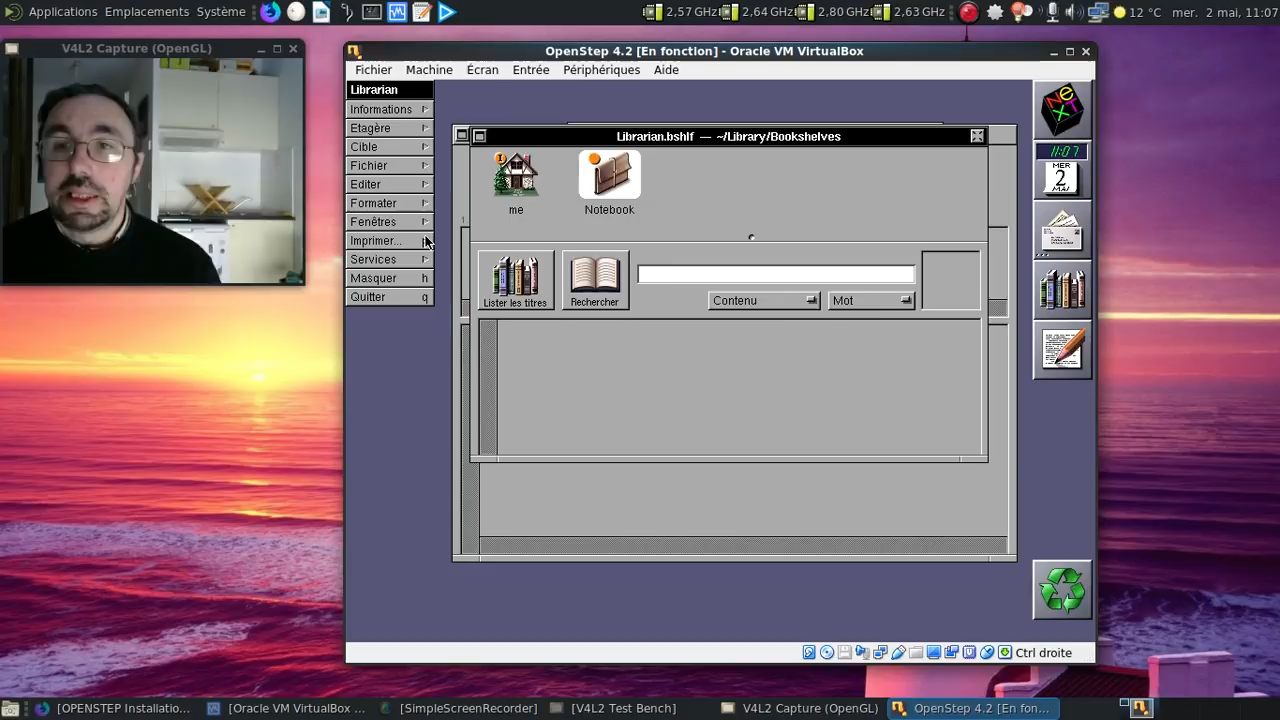 Applications Emplacements Système
2,57 GHz 2,64 GHz 2,80 GHz 2,63 GHz
12 °C mer. 2 mai, 11:07
V4L2 Capture (OpenGL)
OpenStep 4.2 [En fonction] - Oracle VM VirtualBox
Fichier Machine Écran Entrée Périphériques Aide
Librarian
Informations
Etagère
Cible
Fichier
Editer
Formater
Fenêtres
Imprimer...
Services
Masquer h
Quitter q
Librarian.bshlf — ~/Library/Bookshelves
me Notebook
Lister les titres
Rechercher
Contenu
Mot
NeXT
11:07
MER
2
MAI
Ctrl droite
[OPENSTEP Installatio...
[Oracle VM VirtualBox ...
[SimpleScreenRecorder]
[V4L2 Test Bench]
V4L2 Capture (OpenGL)
OpenStep 4.2 [En fon...